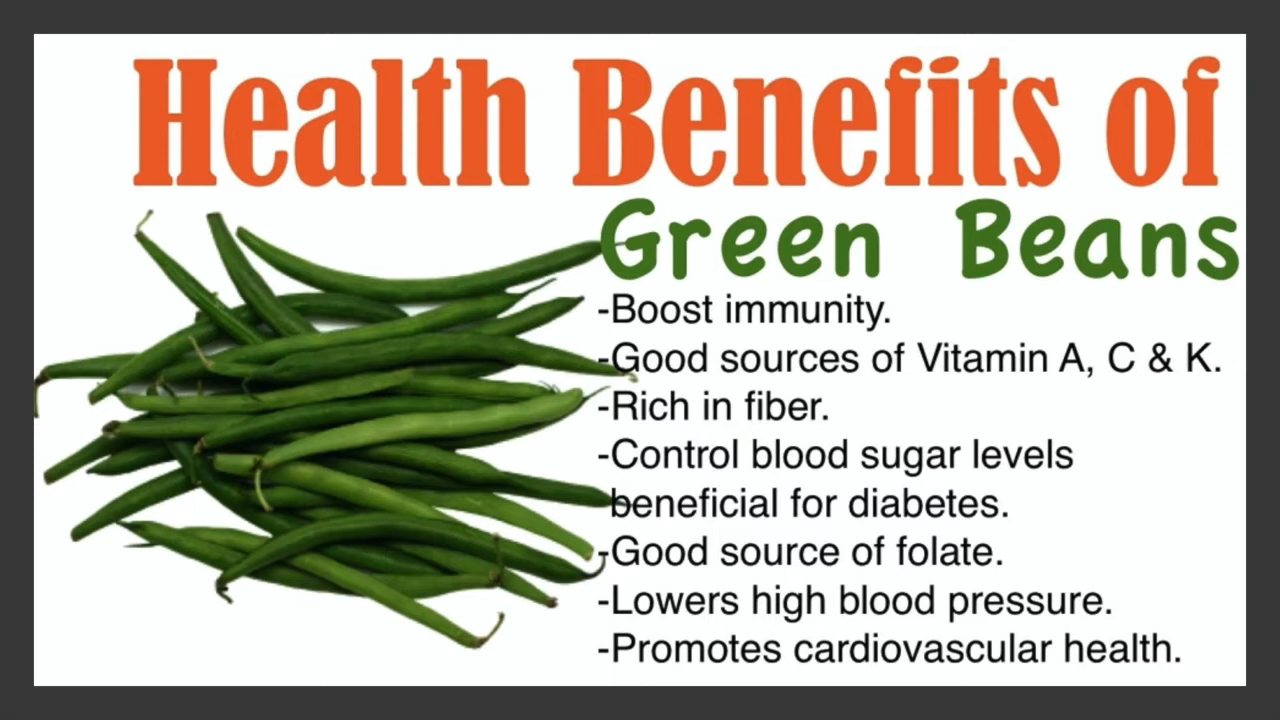 Health Benefits of
Green Beans
-Boost immunity.
-Good sources of Vitamin A, C & K.
-Rich in fiber.
-Control blood sugar levels
beneficial for diabetes.
-Good source of folate.
-Lowers high blood pressure.
-Promotes cardiovascular health.